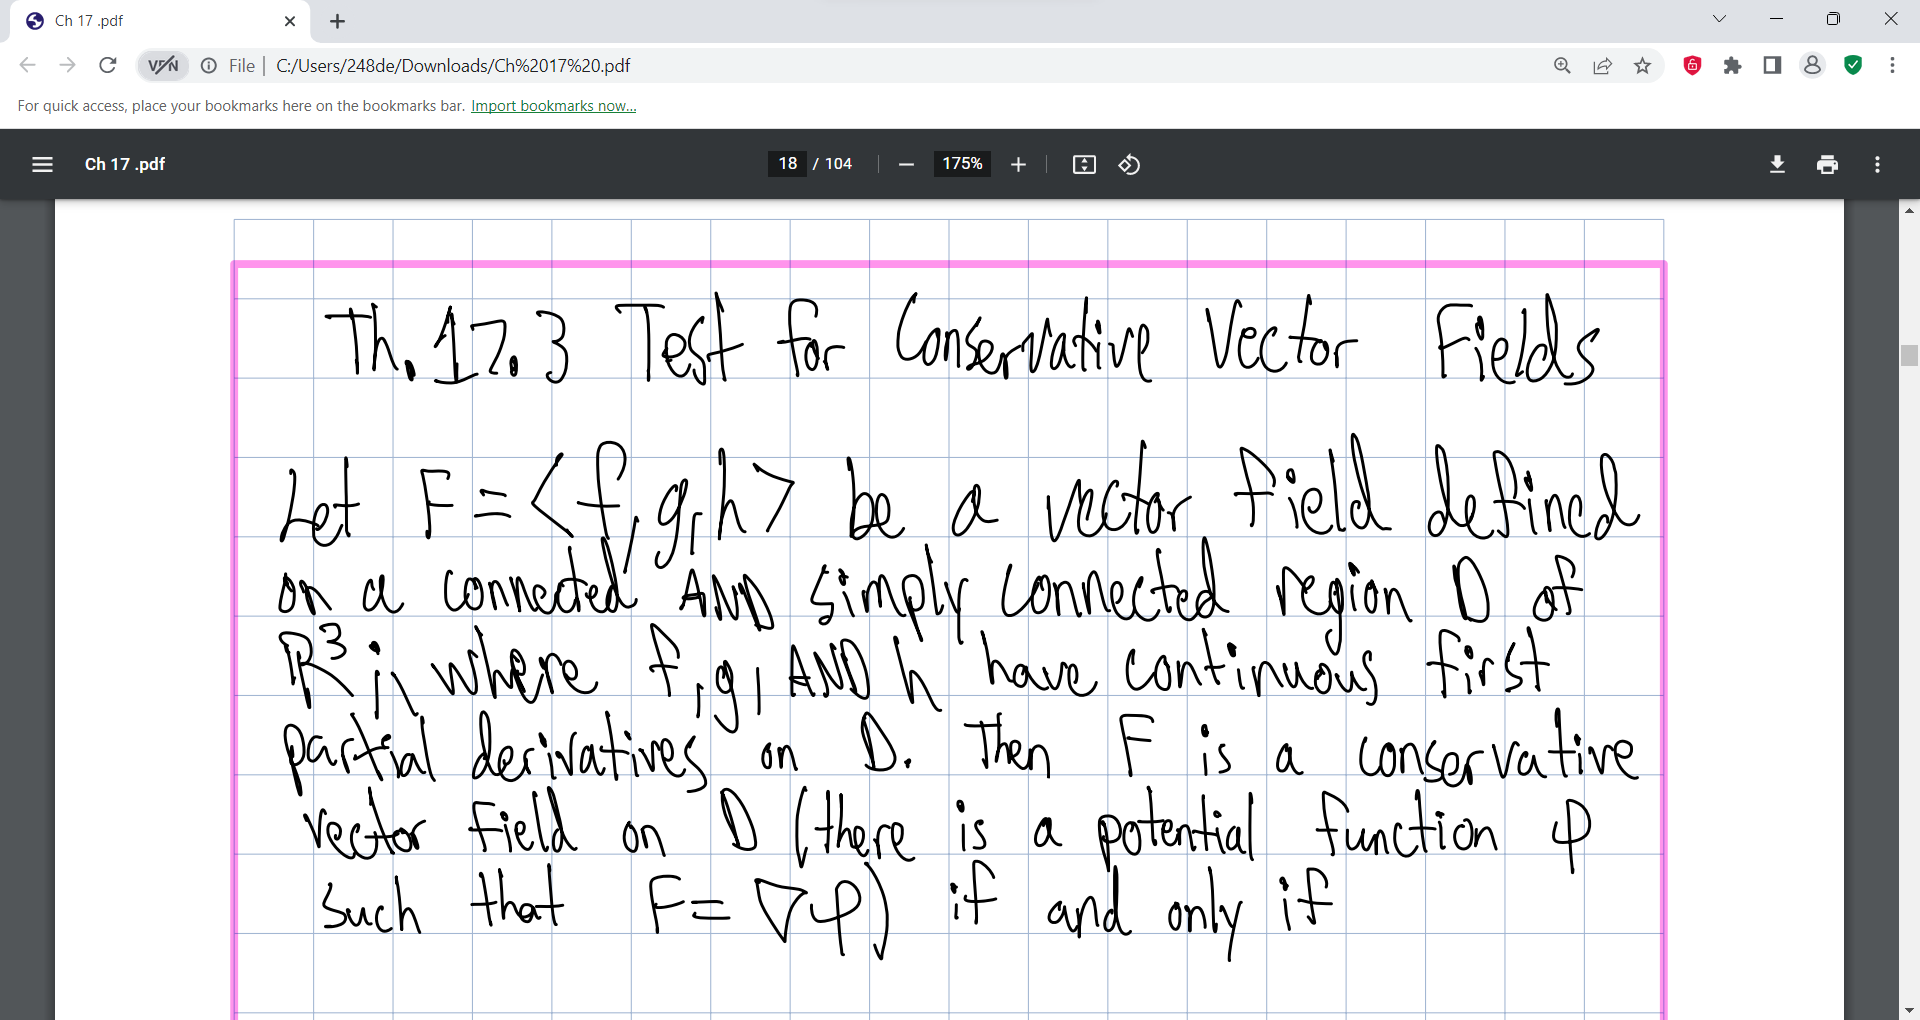 Ch 17 .pdf
VPN File C:/Users/248de/Downloads/Ch%2017%20.pdf
For quick access, place your bookmarks here on the bookmarks bar. Import bookmarks now...
Ch 17 .pdf 18 / 104 175%
Th. 17.3 Test for Conservative Vector Fields
Let F = <f, g, h> be a vector field defined
on a connected AND simply connected region D of
ℝ³ ; where f, g, AND h have continuous first
partial derivatives on D. Then F is a conservative
vector field on D (there is a potential function φ
such that F = ∇φ) if and only if